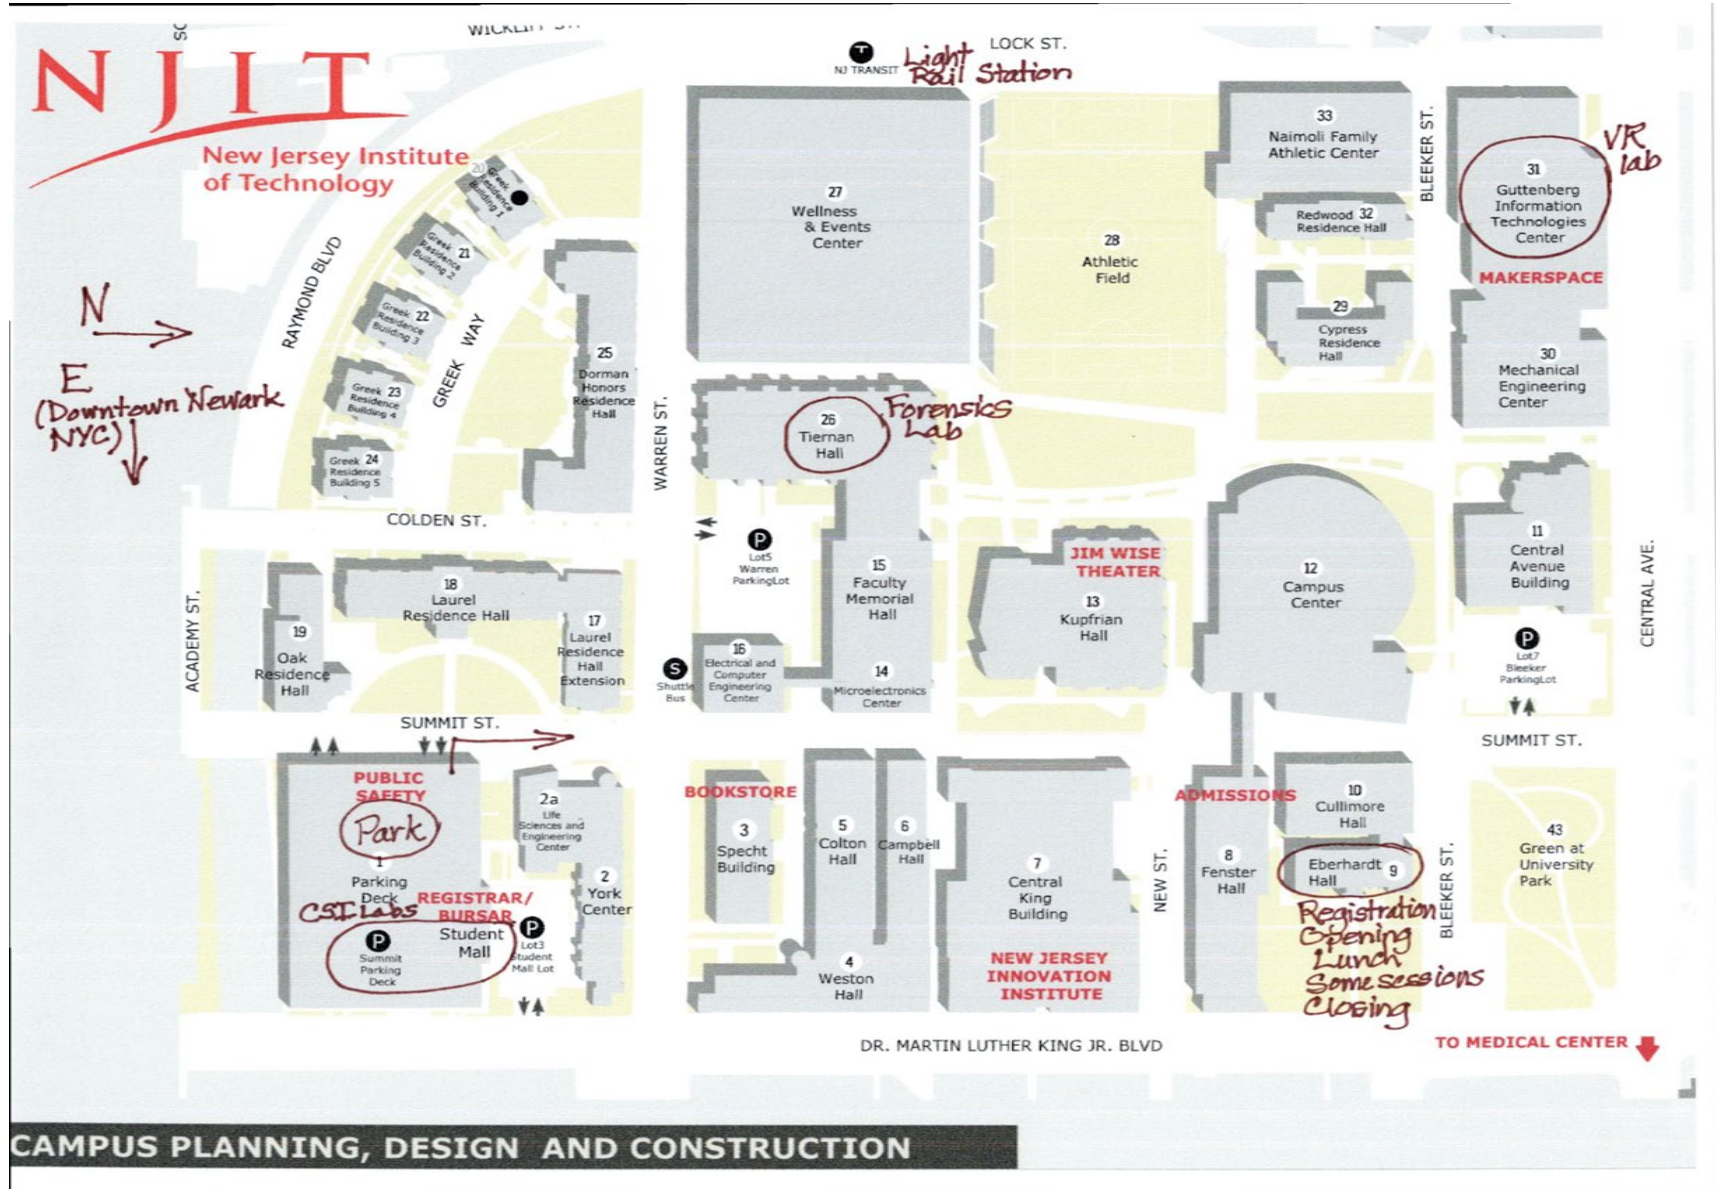 WICKLIFF ST.
LOCK ST.
NJ TRANSIT
Light
Rail Station
NJIT
New Jersey Institute
of Technology
RAYMOND BLVD
GREEK WAY
N
E
(Downtown Newark
NYC)
Greek
Residence
Building 1
21
Greek
Residence
Building 2
22
Greek
Residence
Building 3
23
Greek
Residence
Building 4
24
Greek
Residence
Building 5
25
Dorman
Honors
Residence
Hall
WARREN ST.
27
Wellness
& Events
Center
28
Athletic
Field
33
Naimoli Family
Athletic Center
Redwood 32
Residence Hall
29
Cypress
Residence
Hall
BLEEKER ST.
31
Guttenberg
Information
Technologies
Center
VR
lab
MAKERSPACE
30
Mechanical
Engineering
Center
26
Tiernan
Hall
Forensics
Lab
COLDEN ST.
ACADEMY ST.
19
Oak
Residence
Hall
18
Laurel
Residence Hall
17
Laurel
Residence
Hall
Extension
P
Lot5
Warren
ParkingLot
S
Shuttle
Bus
16
Electrical and
Computer
Engineering
Center
15
Faculty
Memorial
Hall
14
Microelectronics
Center
JIM WISE
THEATER
13
Kupfrian
Hall
12
Campus
Center
11
Central
Avenue
Building
P
Lot7
Bleeker
ParkingLot
CENTRAL AVE.
SUMMIT ST.
SUMMIT ST.
PUBLIC
SAFETY
Park
1
Parking
Deck
CSI Labs
REGISTRAR/
BURSAR
Student
Mall
P
Summit
Parking
Deck
P
Lot3
Student
Mall Lot
2a
Life
Sciences and
Engineering
Center
2
York
Center
BOOKSTORE
3
Specht
Building
5
Colton
Hall
6
Campbell
Hall
4
Weston
Hall
7
Central
King
Building
NEW JERSEY
INNOVATION
INSTITUTE
NEW ST.
ADMISSIONS
8
Fenster
Hall
10
Cullimore
Hall
Eberhardt 9
Hall
Registration
Opening
Lunch
Some sessions
Closing
BLEEKER ST.
43
Green at
University
Park
DR. MARTIN LUTHER KING JR. BLVD
TO MEDICAL CENTER
CAMPUS PLANNING, DESIGN AND CONSTRUCTION